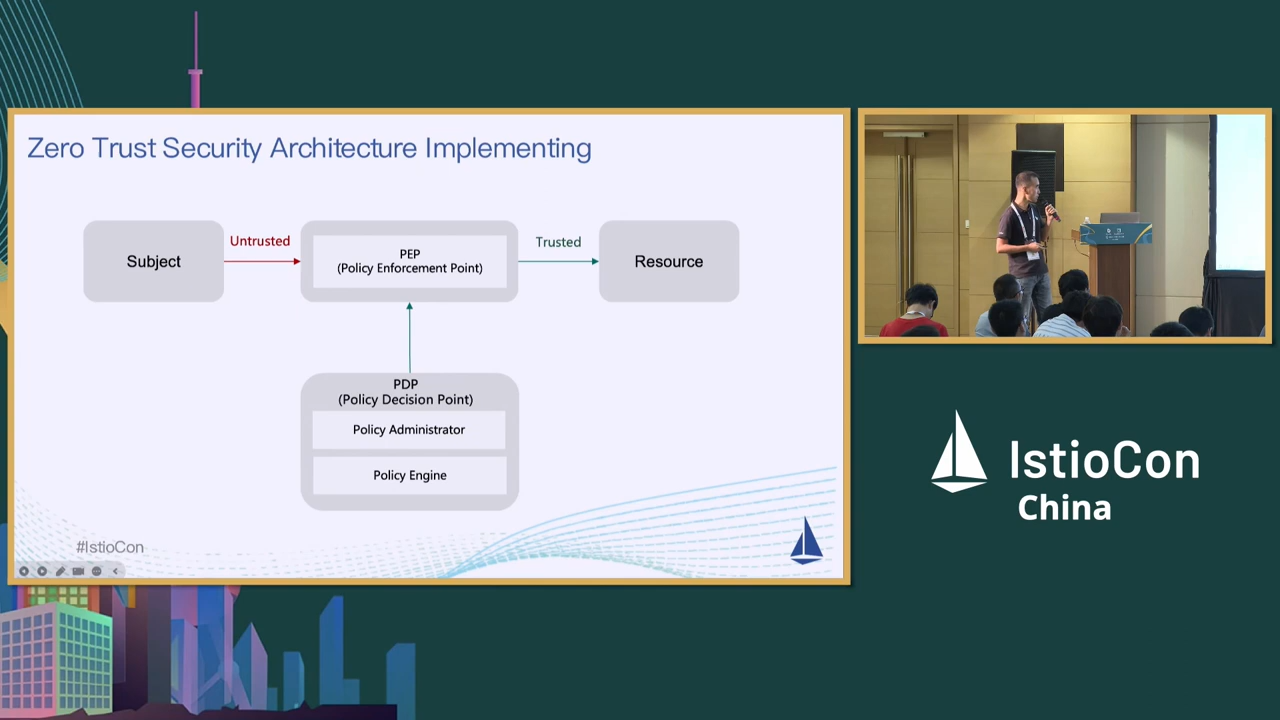 Zero Trust Security Architecture Implementing
Subject
Untrusted
PEP
(Policy Enforcement Point)
Trusted
Resource
PDP
(Policy Decision Point)
Policy Administrator
Policy Engine
#IstioCon
IstioCon
China